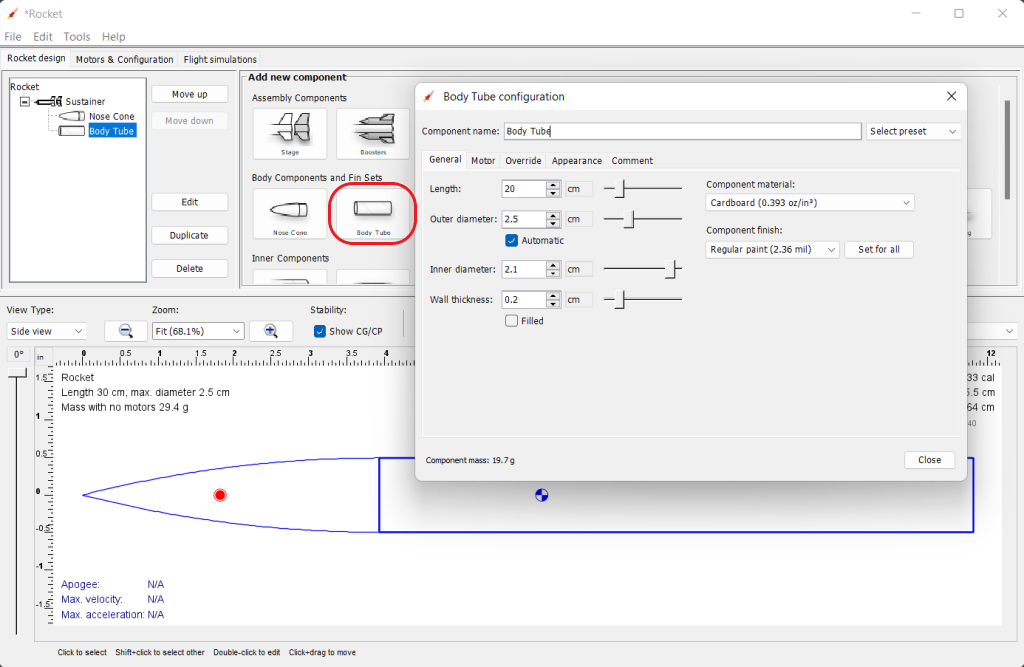 *Rocket
File Edit Tools Help
Rocket design Motors & Configuration Flight simulations
Rocket
Sustainer
Nose Cone
Body Tube
Move up
Move down
Edit
Duplicate
Delete
Add new component
Assembly Components
Stage
Boosters
Body Components and Fin Sets
Nose Cone
Body Tube
Inner Components
Body Tube configuration
Component name: Body Tube Select preset
General Motor Override Appearance Comment
Length: 20 cm
Outer diameter: 2.5 cm
Automatic
Inner diameter: 2.1 cm
Wall thickness: 0.2 cm
Filled
Component material:
Cardboard (0.393 oz/in³)
Component finish:
Regular paint (2.36 mil) Set for all
Component mass: 19.7 g
Close
View Type: Zoom: Stability:
Side view Fit (68.1%) Show CG/CP
0° in 0 0.5 1 1.5 2 2.5 3 3.5 4 12
1.5
1
0.5
0
-0.5
-1
-1.5
Rocket
Length 30 cm, max. diameter 2.5 cm
Mass with no motors 29.4 g
33 cal
5.5 cm
64 cm
40
Apogee: N/A
Max. velocity: N/A
Max. acceleration: N/A
Click to select Shift+click to select other Double-click to edit Click+drag to move